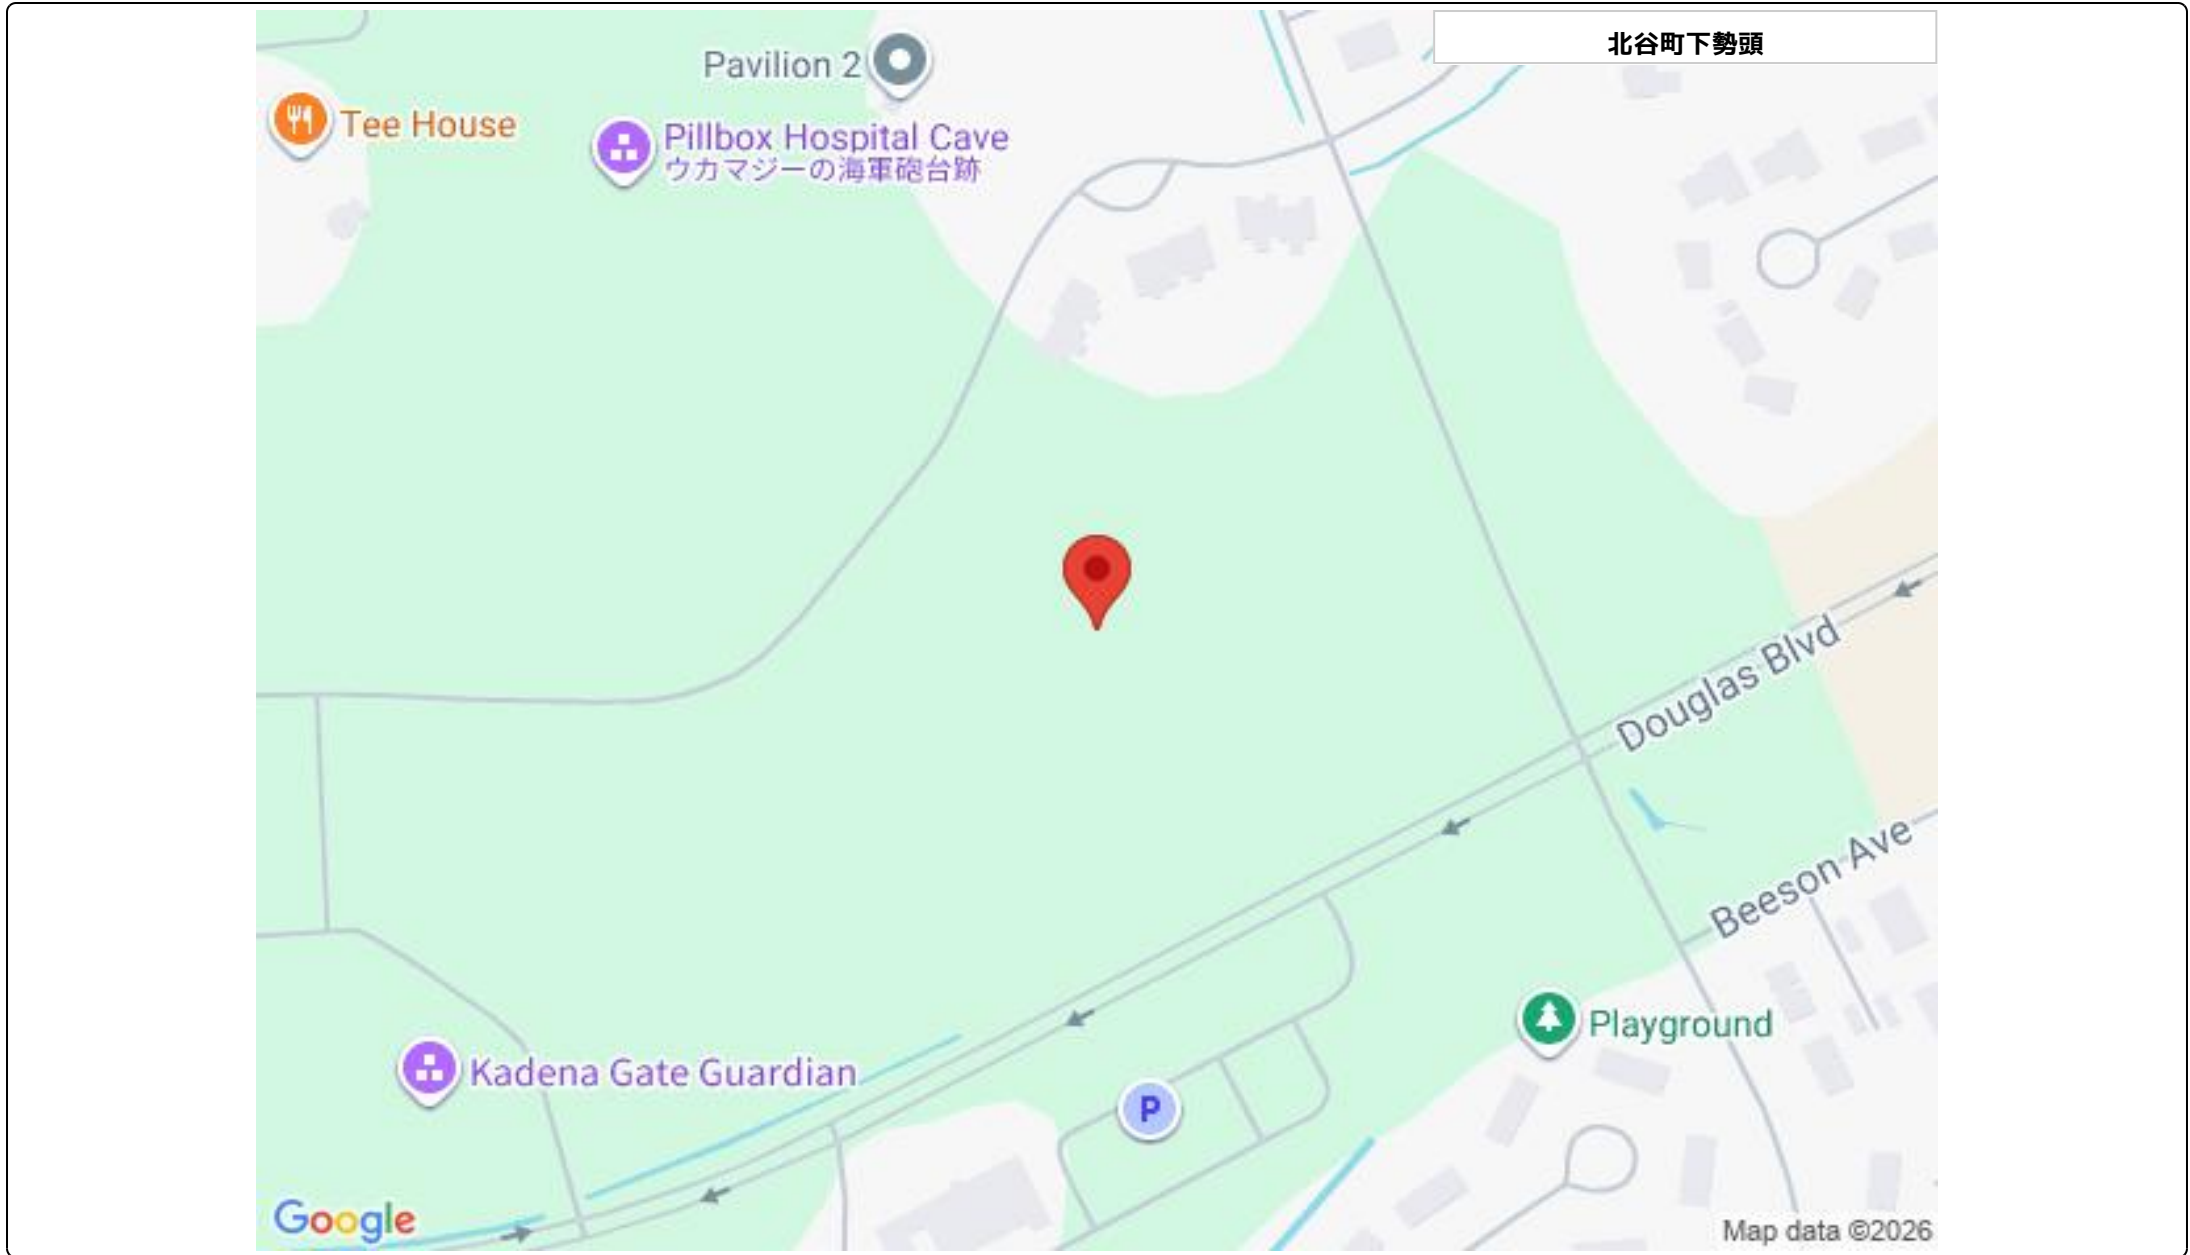 北谷町下勢頭
Pavilion 2
Tee House
Pillbox Hospital Cave
ウカマジーの海軍砲台跡
Douglas Blvd
Beeson Ave
Playground
Kadena Gate Guardian
P
Google
Map data ©2026